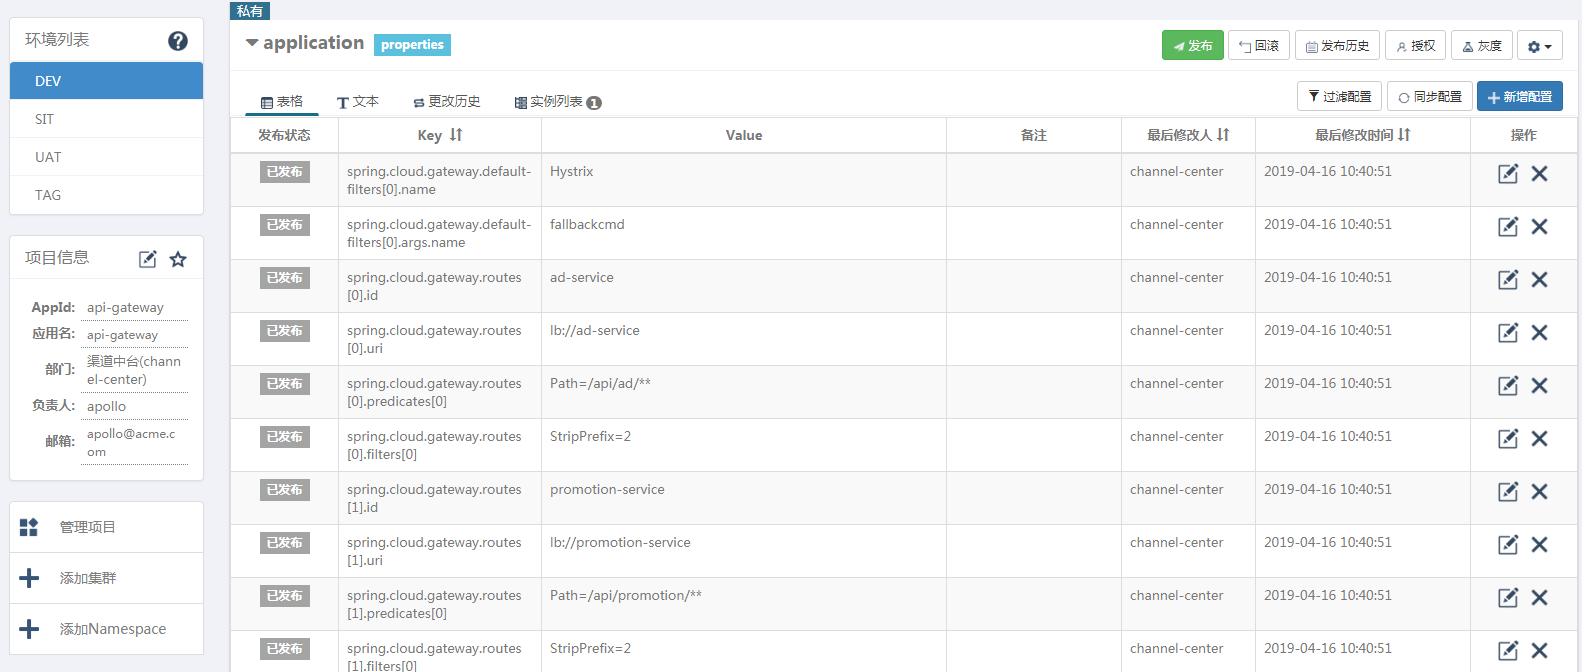 私有
环境列表
DEV
SIT
UAT
TAG
项目信息
AppId: api-gateway
应用名: api-gateway
部门: 渠道中台(chann
el-center)
负责人: apollo
邮箱: apollo@acme.c
om
管理项目
添加集群
添加Namespace
application properties
发布 回滚 发布历史 授权 灰度
表格 文本 更改历史 实例列表 1
过滤配置 同步配置 新增配置
发布状态 Key Value 备注 最后修改人 最后修改时间 操作
已发布 spring.cloud.gateway.default- Hystrix channel-center 2019-04-16 10:40:51
filters[0].name
已发布 spring.cloud.gateway.default- fallbackcmd channel-center 2019-04-16 10:40:51
filters[0].args.name
已发布 spring.cloud.gateway.routes ad-service channel-center 2019-04-16 10:40:51
[0].id
已发布 spring.cloud.gateway.routes lb://ad-service channel-center 2019-04-16 10:40:51
[0].uri
已发布 spring.cloud.gateway.routes Path=/api/ad/** channel-center 2019-04-16 10:40:51
[0].predicates[0]
已发布 spring.cloud.gateway.routes StripPrefix=2 channel-center 2019-04-16 10:40:51
[0].filters[0]
已发布 spring.cloud.gateway.routes promotion-service channel-center 2019-04-16 10:40:51
[1].id
已发布 spring.cloud.gateway.routes lb://promotion-service channel-center 2019-04-16 10:40:51
[1].uri
已发布 spring.cloud.gateway.routes Path=/api/promotion/** channel-center 2019-04-16 10:40:51
[1].predicates[0]
已发布 spring.cloud.gateway.routes StripPrefix=2 channel-center 2019-04-16 10:40:51
[1].filters[0]